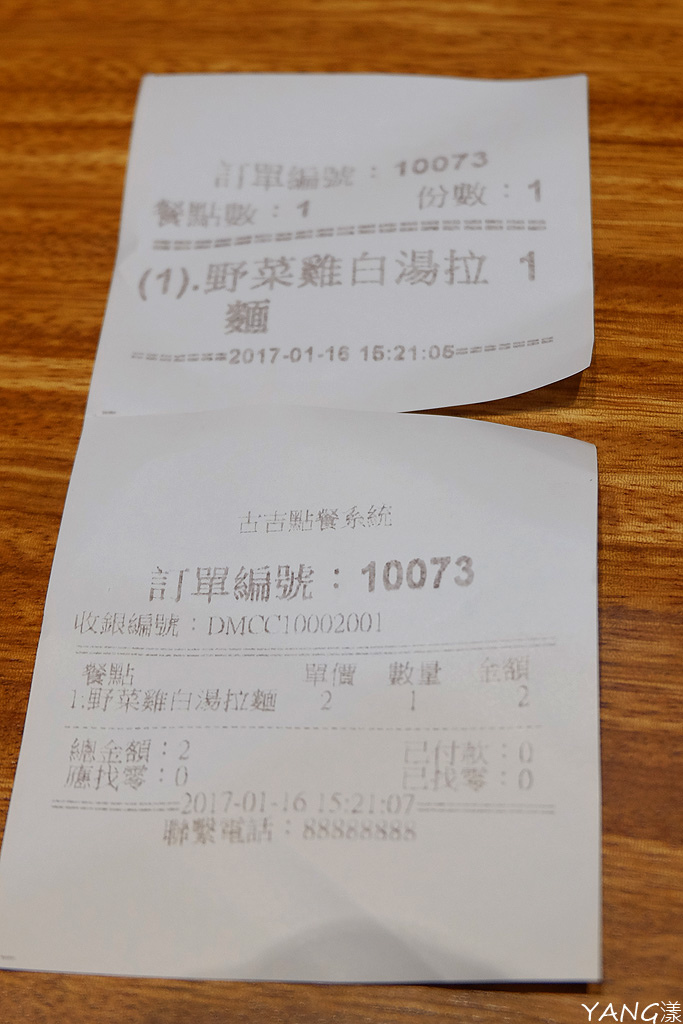 訂單編號：10073
餐點數：1 份數：1
==========================
(1).野菜雞白湯拉 1
麵
=======2017-01-16 15:21:05=======
古吉點餐系統
訂單編號：10073
收銀編號：DMCC10002001
餐點 單價 數量 金額
1:野菜雞白湯拉麵 2 1 2
總金額：2 已付款：0
應找零：0 已找零：0
==========2017-01-16 15:21:07==========
聯繫電話：88888888
YANG漾